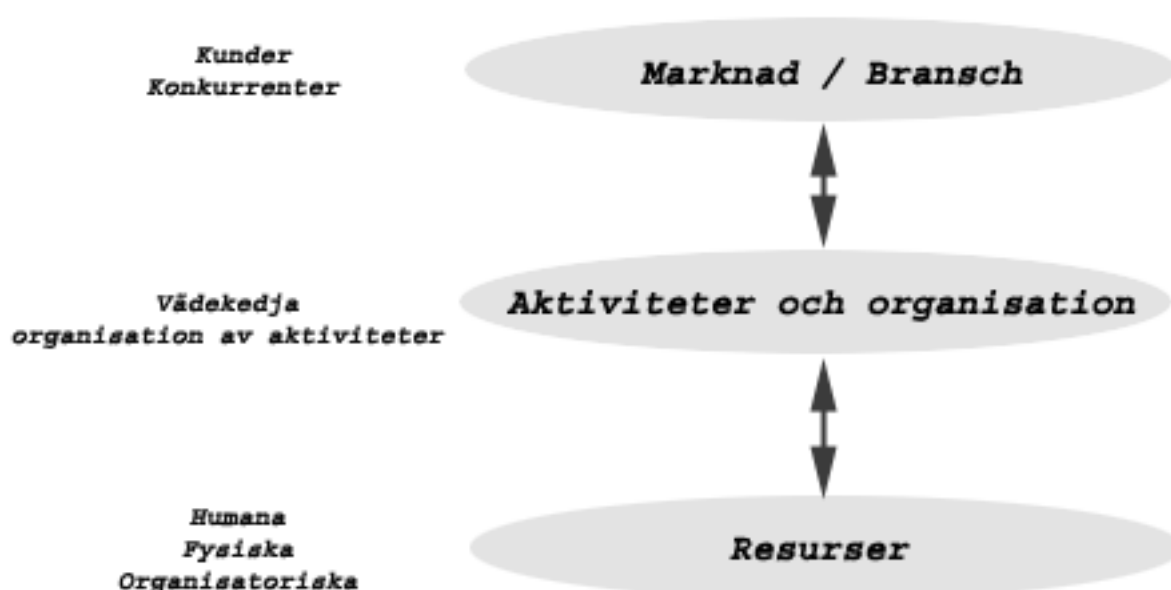 Kunder
Konkurrenter
Marknad / Bransch
Vädekedja
organisation av aktiviteter
Aktiviteter och organisation
Humana
Fysiska
Organisatoriska
Resurser